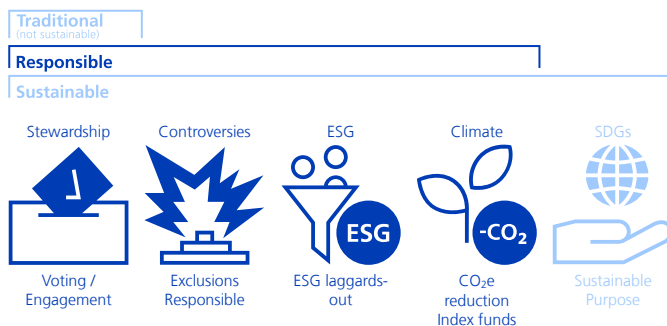 Traditional
(not sustainable)
Responsible
Sustainable
Stewardship
Controversies
ESG
Climate
SDGs
ESG
-CO₂
Voting /
Engagement
Exclusions
Responsible
ESG laggards-
out
CO₂e
reduction
Index funds
Sustainable
Purpose